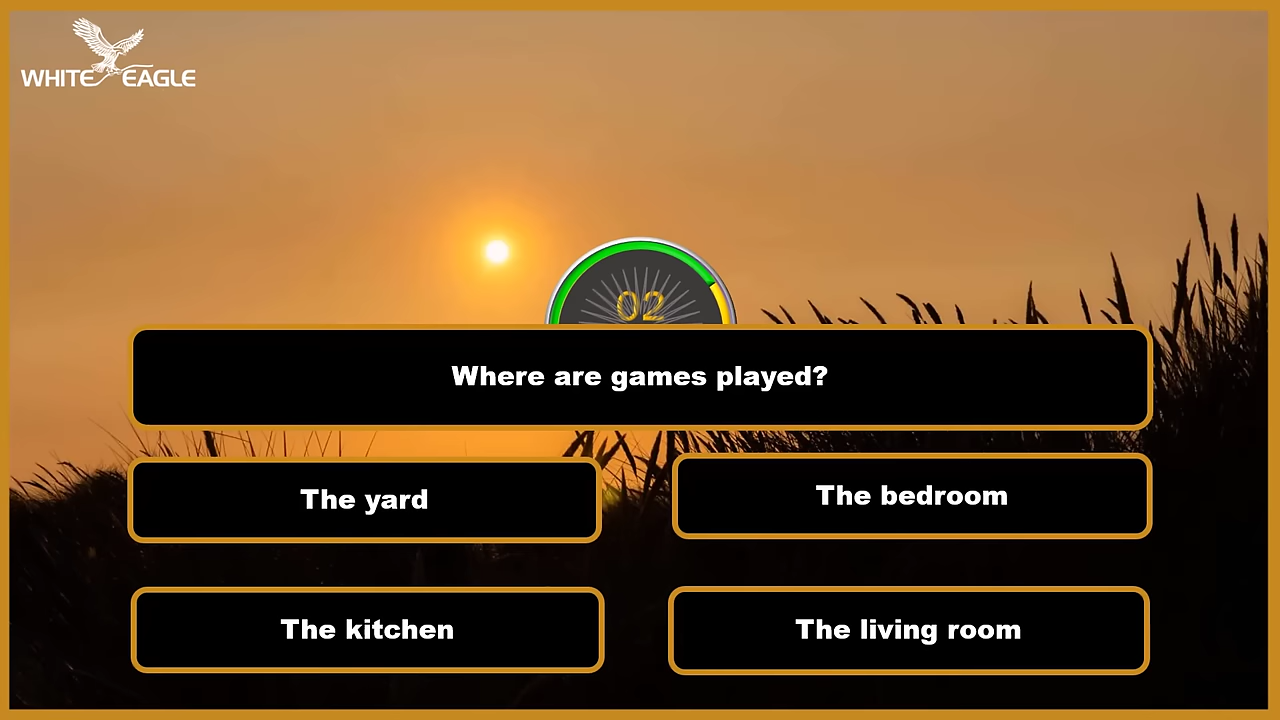 WHITE EAGLE
02
Where are games played?
The yard
The bedroom
The kitchen
The living room